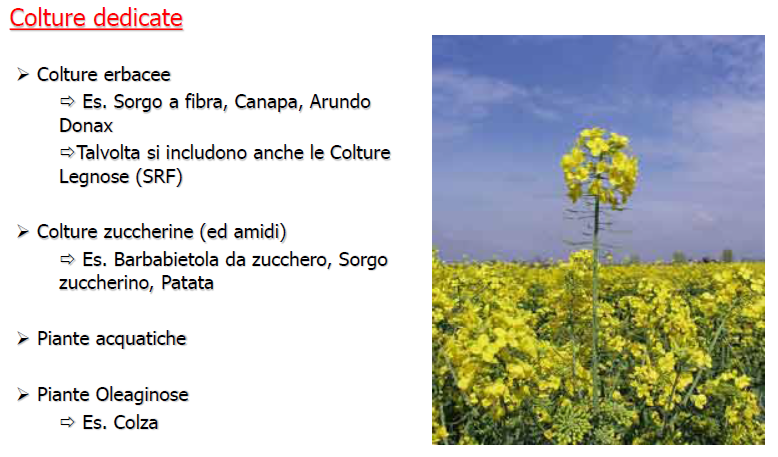 Colture dedicate
➢ Colture erbacee
⇨ Es. Sorgo a fibra, Canapa, Arundo
Donax
⇨Talvolta si includono anche le Colture
Legnose (SRF)
➢ Colture zuccherine (ed amidi)
⇨ Es. Barbabietola da zucchero, Sorgo
zuccherino, Patata
➢ Piante acquatiche
➢ Piante Oleaginose
⇨ Es. Colza